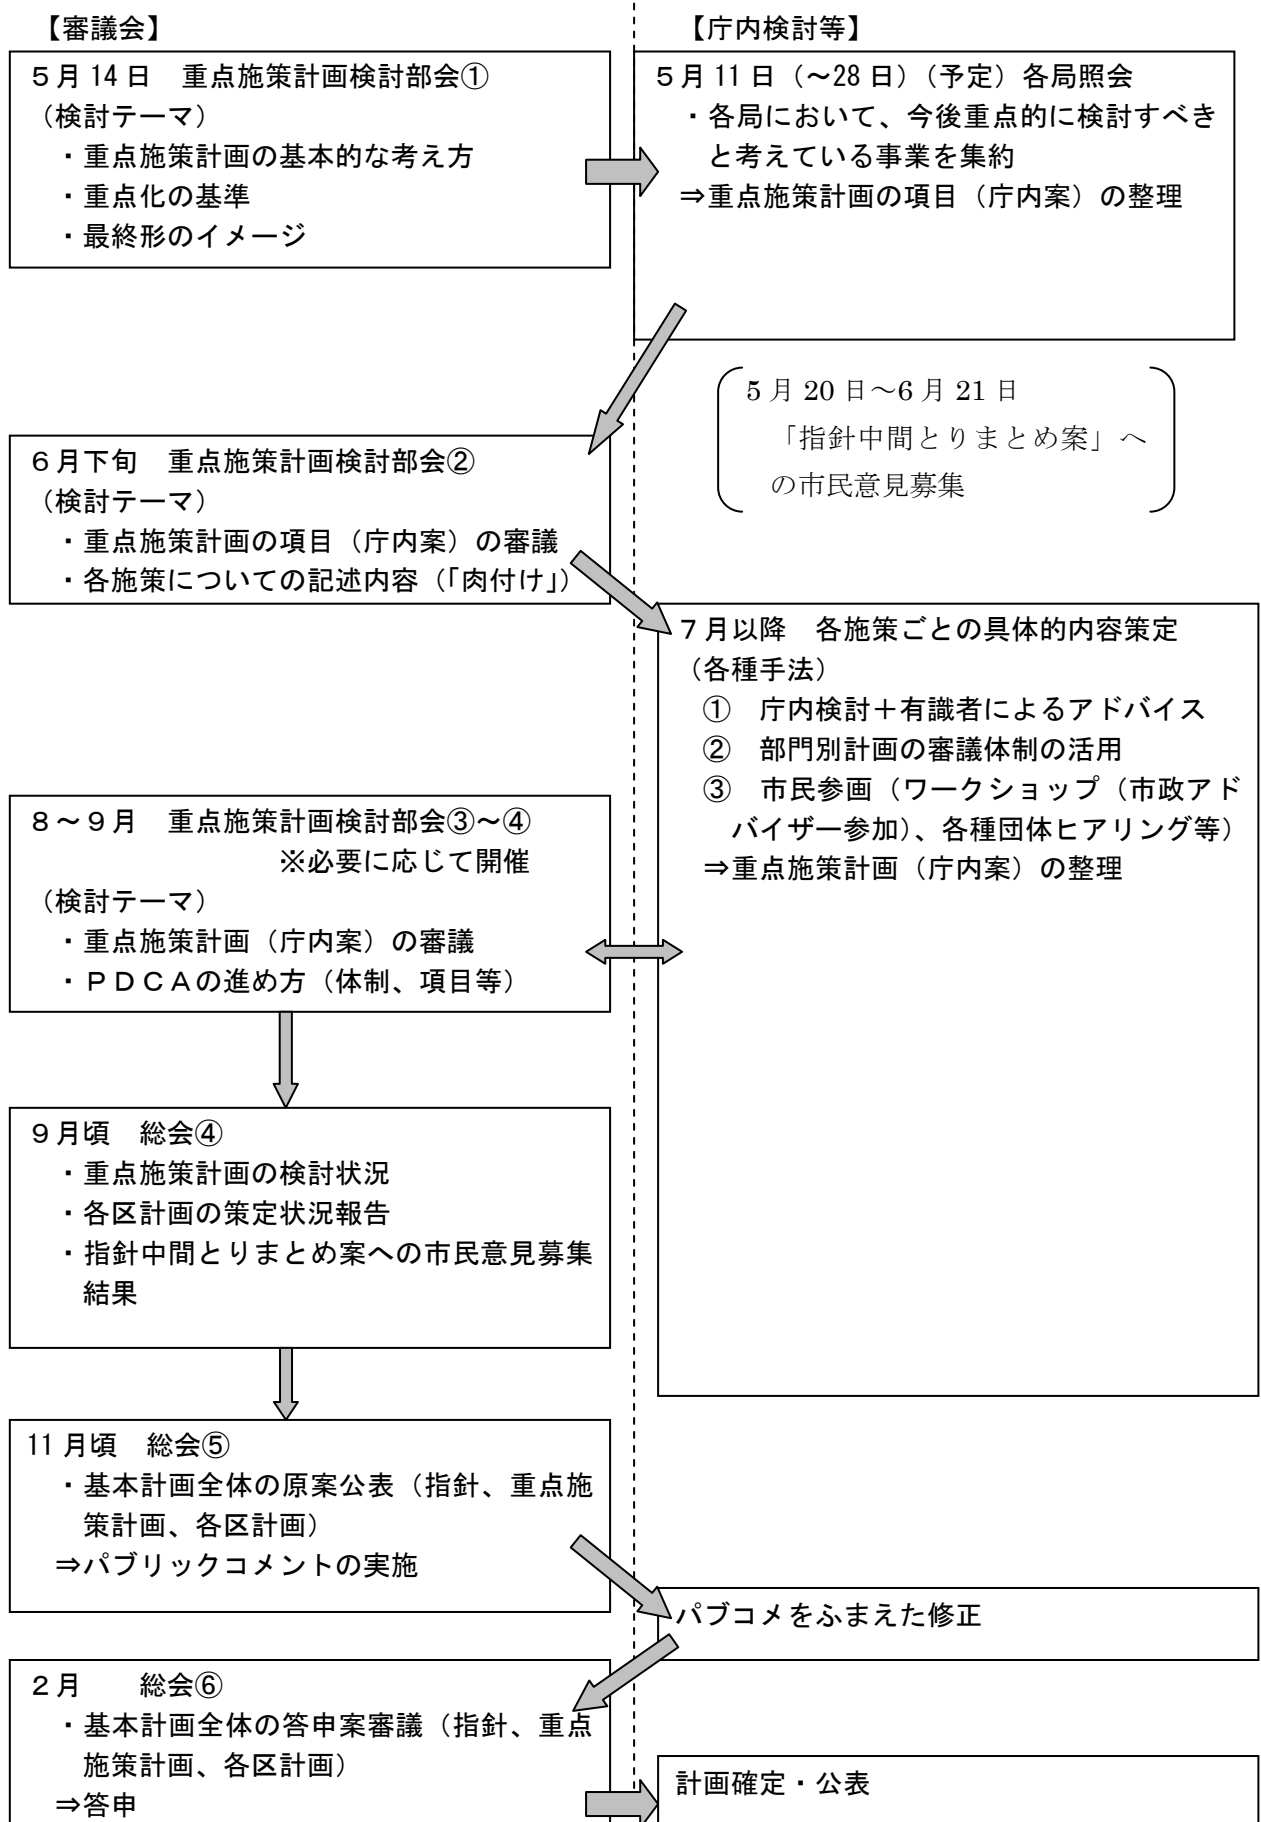 【審議会】
５月14日　重点施策計画検討部会①
（検討テーマ）
・重点施策計画の基本的な考え方
・重点化の基準
・最終形のイメージ
【庁内検討等】
５月11日（～28日）（予定）各局照会
・各局において、今後重点的に検討すべき
と考えている事業を集約
⇒重点施策計画の項目（庁内案）の整理
5月20日～6月21日
「指針中間とりまとめ案」へ
の市民意見募集
６月下旬　重点施策計画検討部会②
（検討テーマ）
・重点施策計画の項目（庁内案）の審議
・各施策についての記述内容（「肉付け」）
７月以降　各施策ごとの具体的内容策定
（各種手法）
①　庁内検討＋有識者によるアドバイス
②　部門別計画の審議体制の活用
③　市民参画（ワークショップ（市政アド
バイザー参加）、各種団体ヒアリング等）
⇒重点施策計画（庁内案）の整理
８～９月　重点施策計画検討部会③～④
※必要に応じて開催
（検討テーマ）
・重点施策計画（庁内案）の審議
・ＰＤＣＡの進め方（体制、項目等）
９月頃　総会④
・重点施策計画の検討状況
・各区計画の策定状況報告
・指針中間とりまとめ案への市民意見募集
結果
11月頃　総会⑤
・基本計画全体の原案公表（指針、重点施
策計画、各区計画）
⇒パブリックコメントの実施
パブコメをふまえた修正
２月　　総会⑥
・基本計画全体の答申案審議（指針、重点
施策計画、各区計画）
⇒答申
計画確定・公表